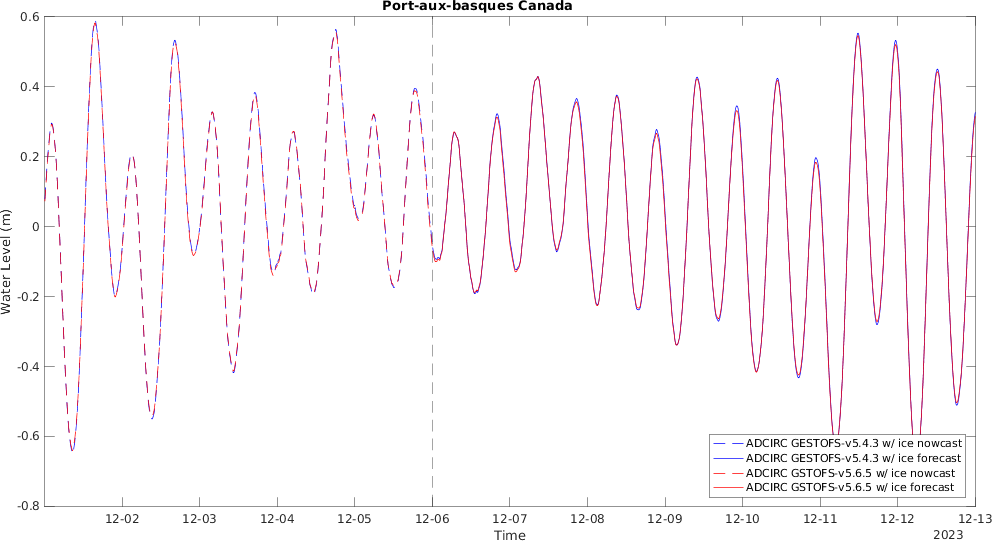 Port-aux-basques Canada
0.6
0.4
0.2
0
-0.2
-0.4
-0.6
-0.8
Water Level (m)
ADCIRC GESTOFS-v5.4.3 w/ ice nowcast
ADCIRC GESTOFS-v5.4.3 w/ ice forecast
ADCIRC GSTOFS-v5.6.5 w/ ice nowcast
ADCIRC GSTOFS-v5.6.5 w/ ice forecast
12-02 12-03 12-04 12-05 12-06 12-07 12-08 12-09 12-10 12-11 12-12 12-13
Time
2023